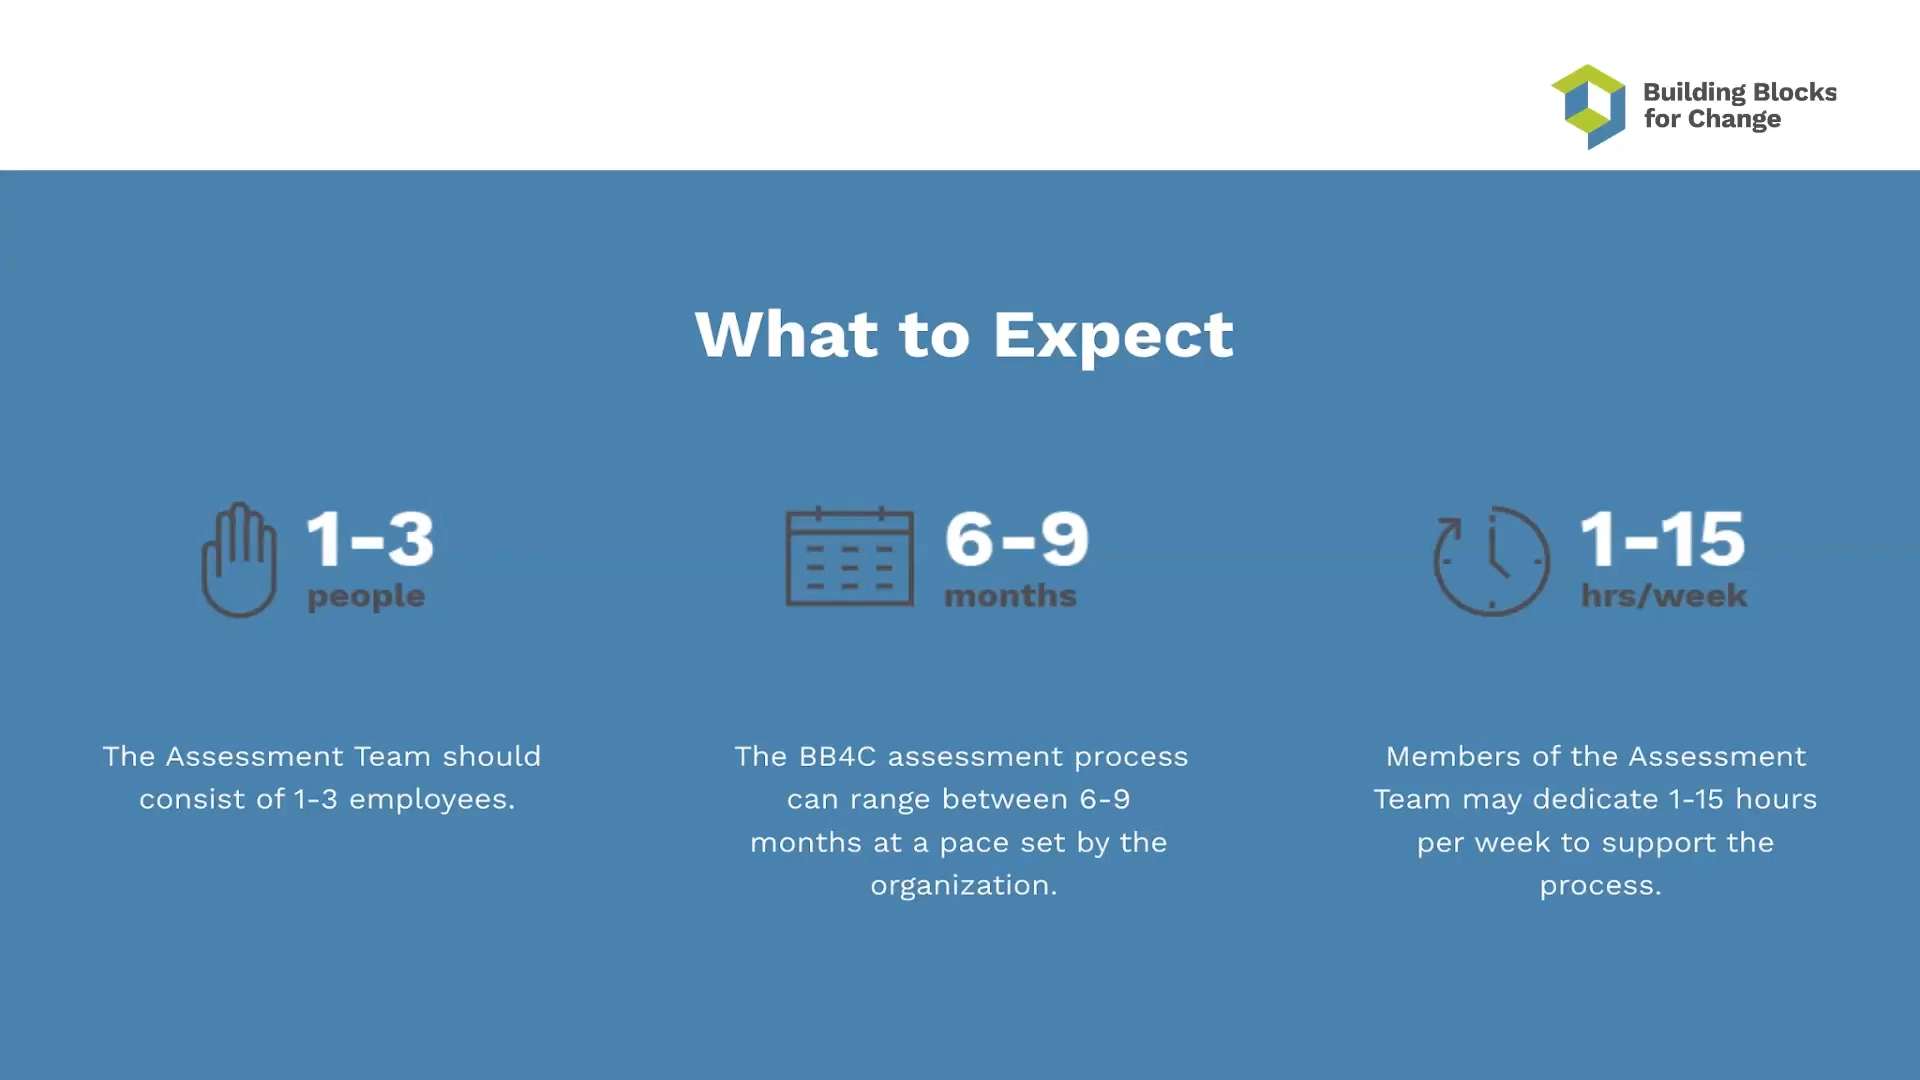 Building Blocks
for Change
What to Expect
1-3
people
6-9
months
1-15
hrs/week
The Assessment Team should
consist of 1-3 employees.
The BB4C assessment process
can range between 6-9
months at a pace set by the
organization.
Members of the Assessment
Team may dedicate 1-15 hours
per week to support the
process.